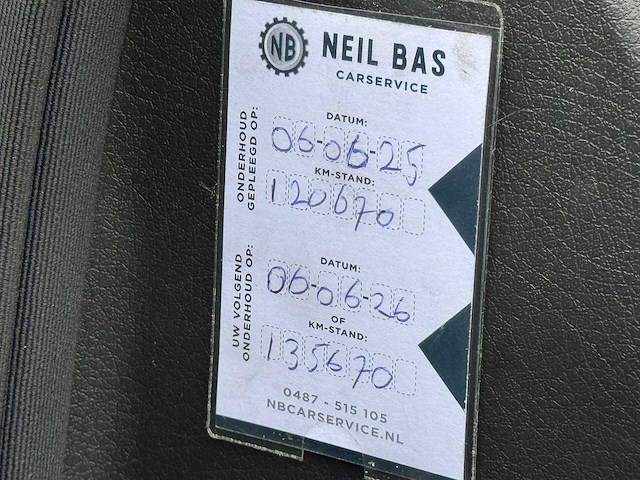 NB
NEIL BAS
CARSERVICE
ONDERHOUD
GEPLEEGD OP:
DATUM:
06-06-25
KM-STAND:
120670
UW VOLGEND
ONDERHOUD OP:
DATUM:
06-06-26
OF
KM-STAND:
135670
0487 - 515 105
NBCARSERVICE.NL